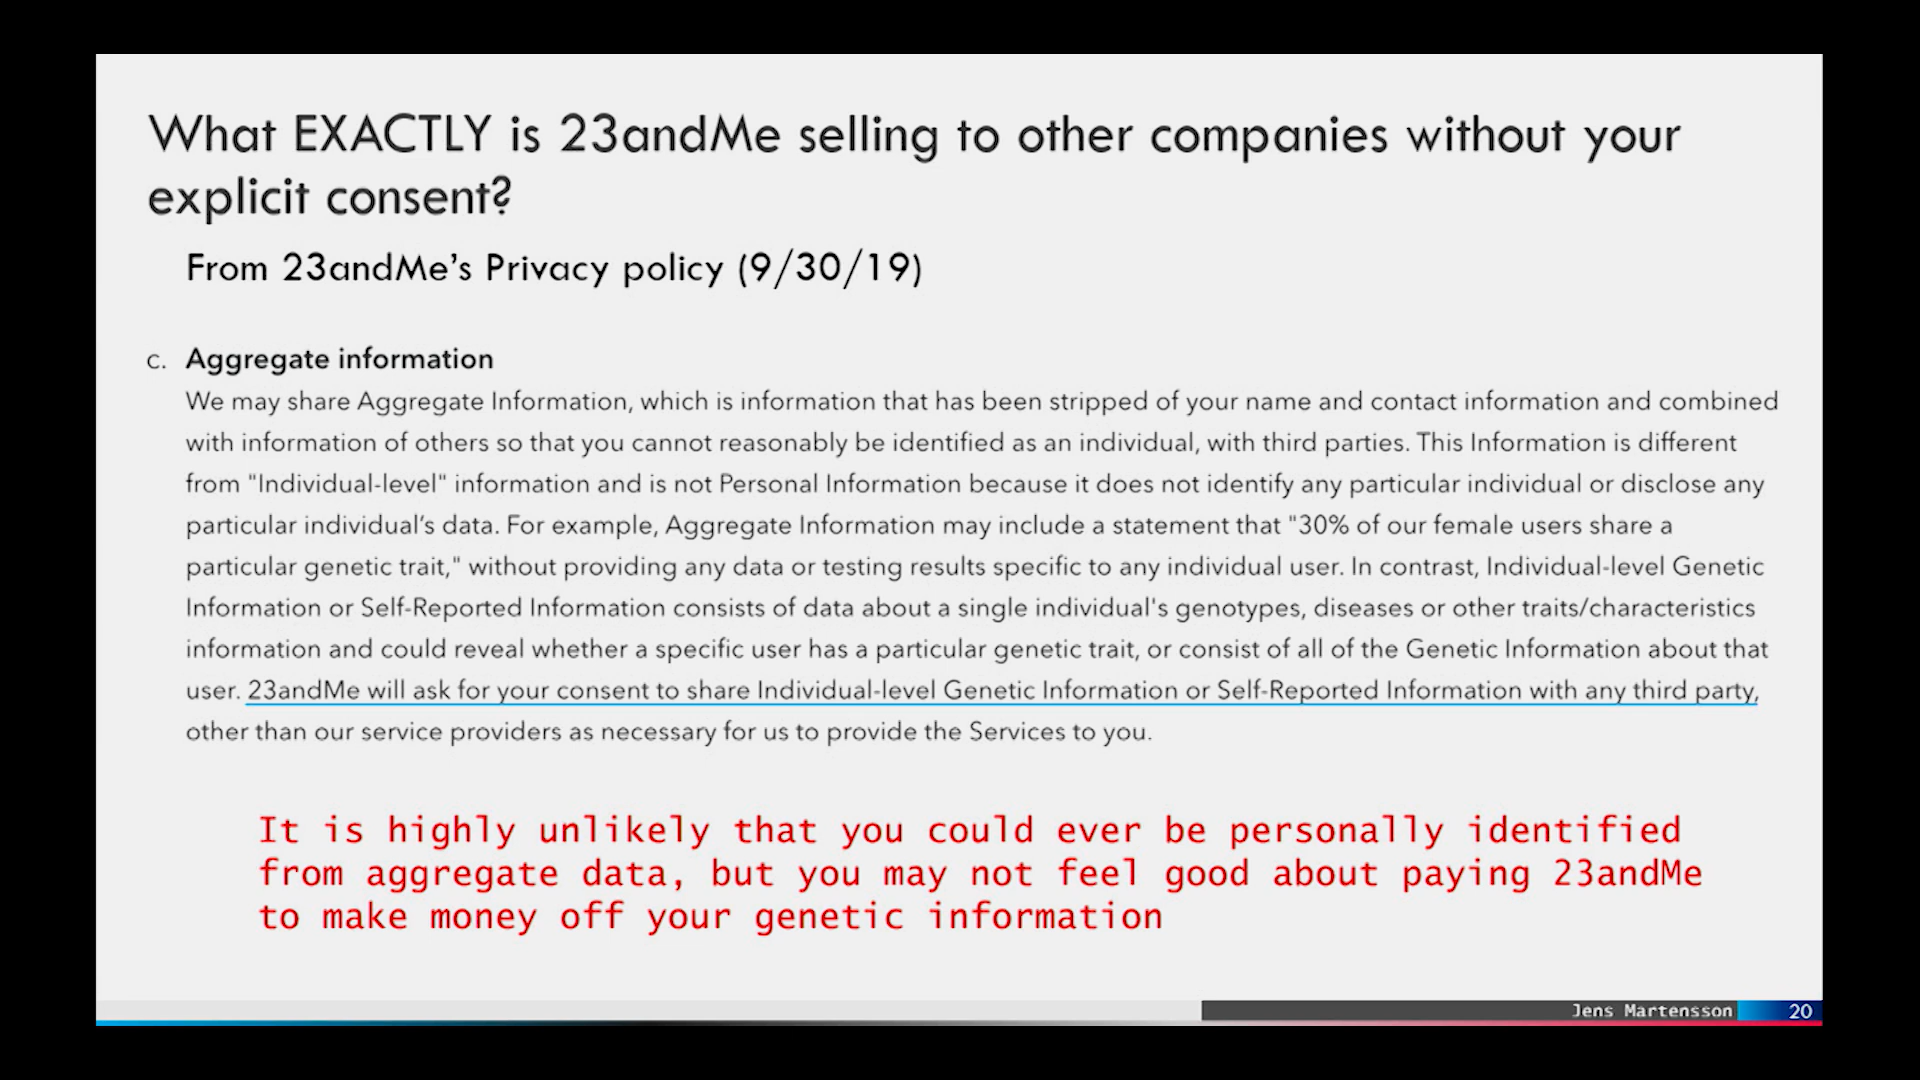 What EXACTLY is 23andMe selling to other companies without your
explicit consent?
From 23andMe’s Privacy policy (9/30/19)
c. Aggregate information
We may share Aggregate Information, which is information that has been stripped of your name and contact information and combined
with information of others so that you cannot reasonably be identified as an individual, with third parties. This Information is different
from "Individual-level" information and is not Personal Information because it does not identify any particular individual or disclose any
particular individual’s data. For example, Aggregate Information may include a statement that "30% of our female users share a
particular genetic trait," without providing any data or testing results specific to any individual user. In contrast, Individual-level Genetic
Information or Self-Reported Information consists of data about a single individual's genotypes, diseases or other traits/characteristics
information and could reveal whether a specific user has a particular genetic trait, or consist of all of the Genetic Information about that
user. 23andMe will ask for your consent to share Individual-level Genetic Information or Self-Reported Information with any third party,
other than our service providers as necessary for us to provide the Services to you.
It is highly unlikely that you could ever be personally identified
from aggregate data, but you may not feel good about paying 23andMe
to make money off your genetic information
Jens Martensson 20